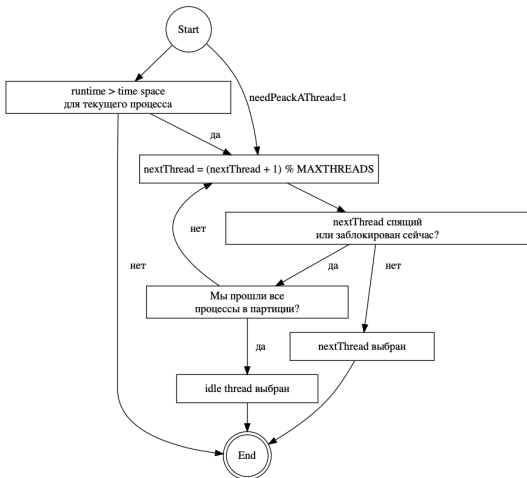 Start
runtime > time space
для текущего процесса
needPeackAThread=1
да
nextThread = (nextThread + 1) % MAXTHREADS
nextThread спящий
или заблокирован сейчас?
нет
нет
да
нет
Мы прошли все
процессы в партиции?
nextThread выбран
да
idle thread выбран
End